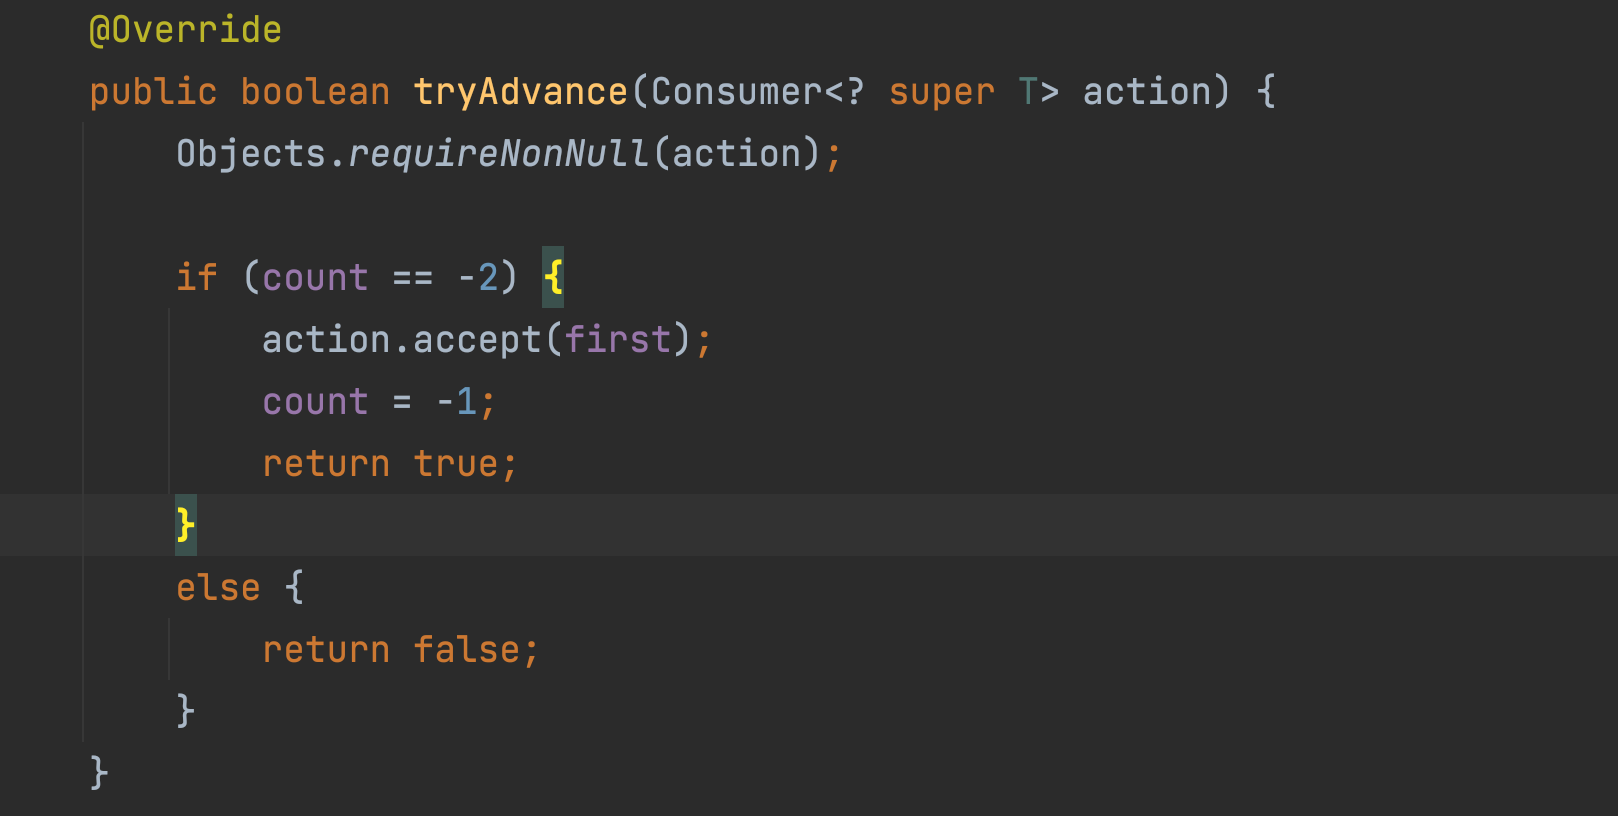 @Override
public boolean tryAdvance(Consumer<? super T> action) {
    Objects.requireNonNull(action);

    if (count == -2) {
        action.accept(first);
        count = -1;
        return true;
    }
    else {
        return false;
    }
}